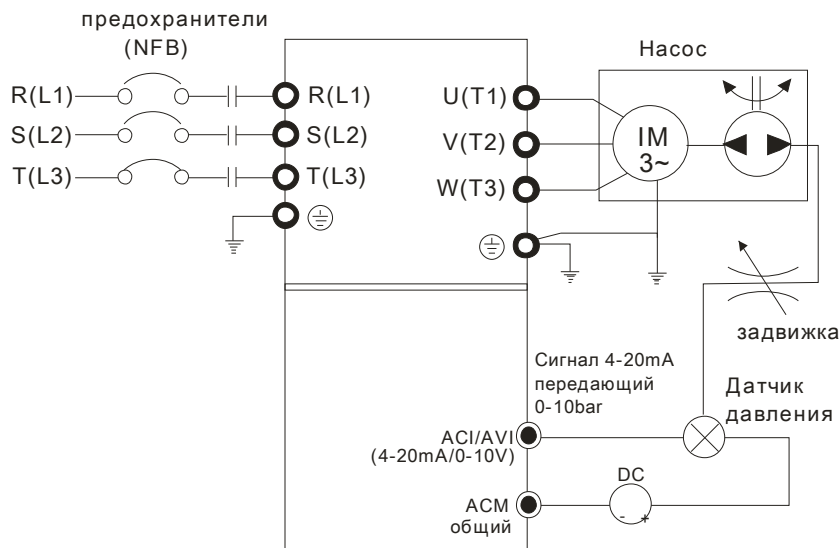 предохранители
(NFB)
R(L1)
S(L2)
T(L3)
R(L1)
S(L2)
T(L3)
U(T1)
V(T2)
W(T3)
Насос
IM
3~
задвижка
Сигнал 4-20mA
передающий
0-10bar
Датчик
давления
ACI/AVI
(4-20mA/0-10V)
DC
- +
ACM
общий